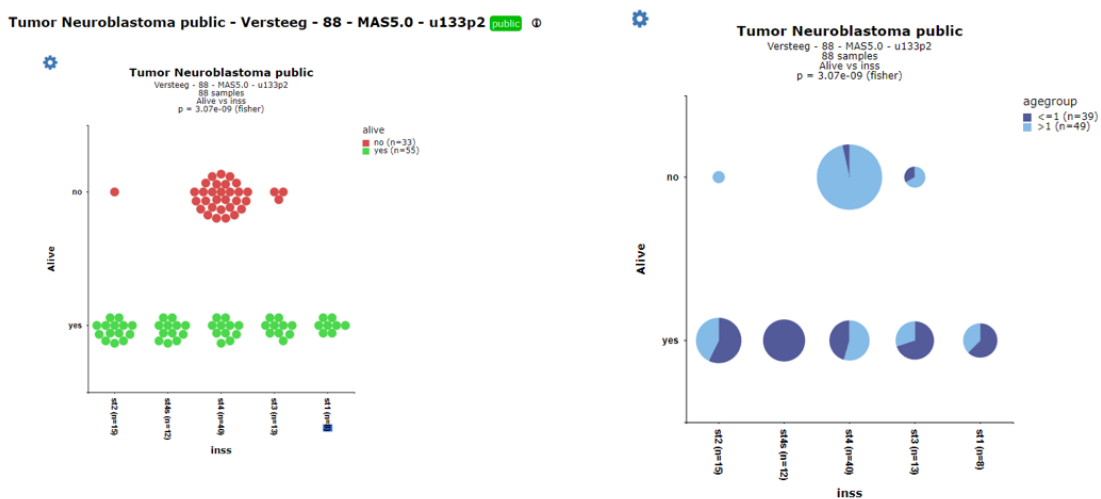 Tumor Neuroblastoma public - Versteeg - 88 - MAS5.0 - u133p2 public
Tumor Neuroblastoma public
Versteeg - 88 - MAS5.0 - u133p2
88 samples
Alive vs inss
p = 3.07e-09 (fisher)
alive
no (n=33)
yes (n=55)
no
yes
Alive
st2 (n=15)
st4s (n=12)
st4 (n=40)
st3 (n=13)
st1 (n=8)
inss
Tumor Neuroblastoma public
Versteeg - 88 - MAS5.0 - u133p2
88 samples
Alive vs inss
p = 3.07e-09 (fisher)
agegroup
<=1 (n=39)
>1 (n=49)
no
yes
Alive
st2 (n=15)
st4s (n=12)
st4 (n=40)
st3 (n=13)
st1 (n=8)
inss